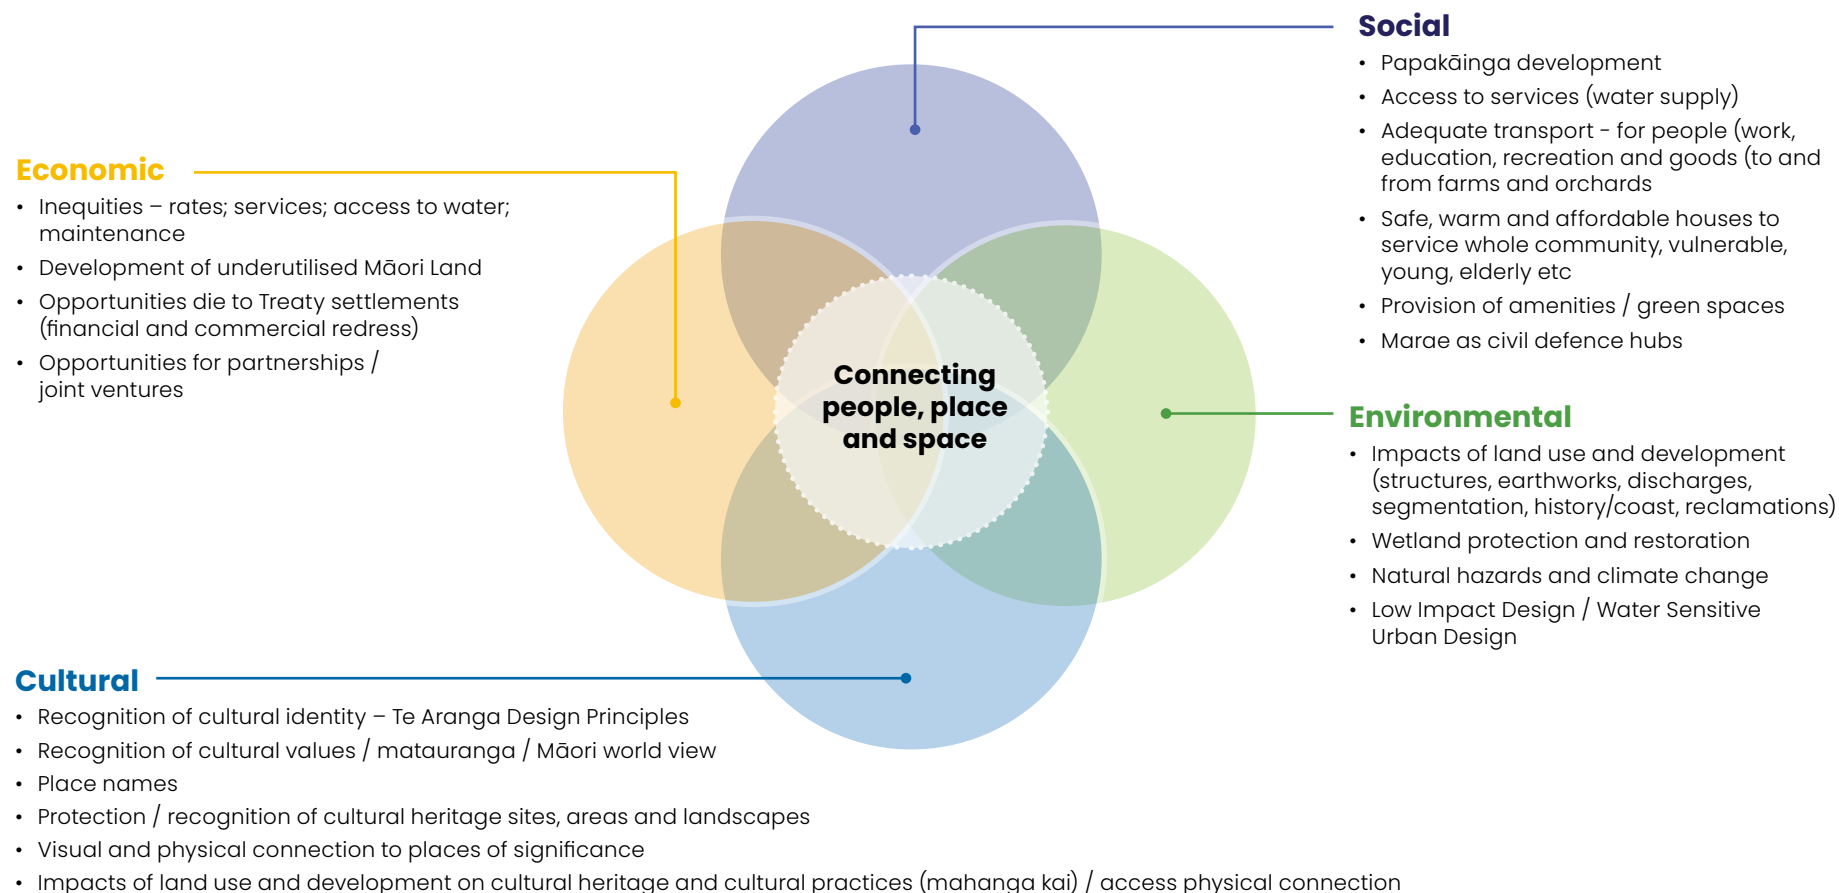 Social
• Papakāinga development
• Access to services (water supply)
• Adequate transport - for people (work,
education, recreation and goods (to and
from farms and orchards
• Safe, warm and affordable houses to
service whole community, vulnerable,
young, elderly etc
• Provision of amenities / green spaces
• Marae as civil defence hubs
Economic
• Inequities – rates; services; access to water;
maintenance
• Development of underutilised Māori Land
• Opportunities die to Treaty settlements
(financial and commercial redress)
• Opportunities for partnerships /
joint ventures
Connecting
people, place
and space
Environmental
• Impacts of land use and development
(structures, earthworks, discharges,
segmentation, history/coast, reclamations)
• Wetland protection and restoration
• Natural hazards and climate change
• Low Impact Design / Water Sensitive
Urban Design
Cultural
• Recognition of cultural identity – Te Aranga Design Principles
• Recognition of cultural values / matauranga / Māori world view
• Place names
• Protection / recognition of cultural heritage sites, areas and landscapes
• Visual and physical connection to places of significance
• Impacts of land use and development on cultural heritage and cultural practices (mahanga kai) / access physical connection